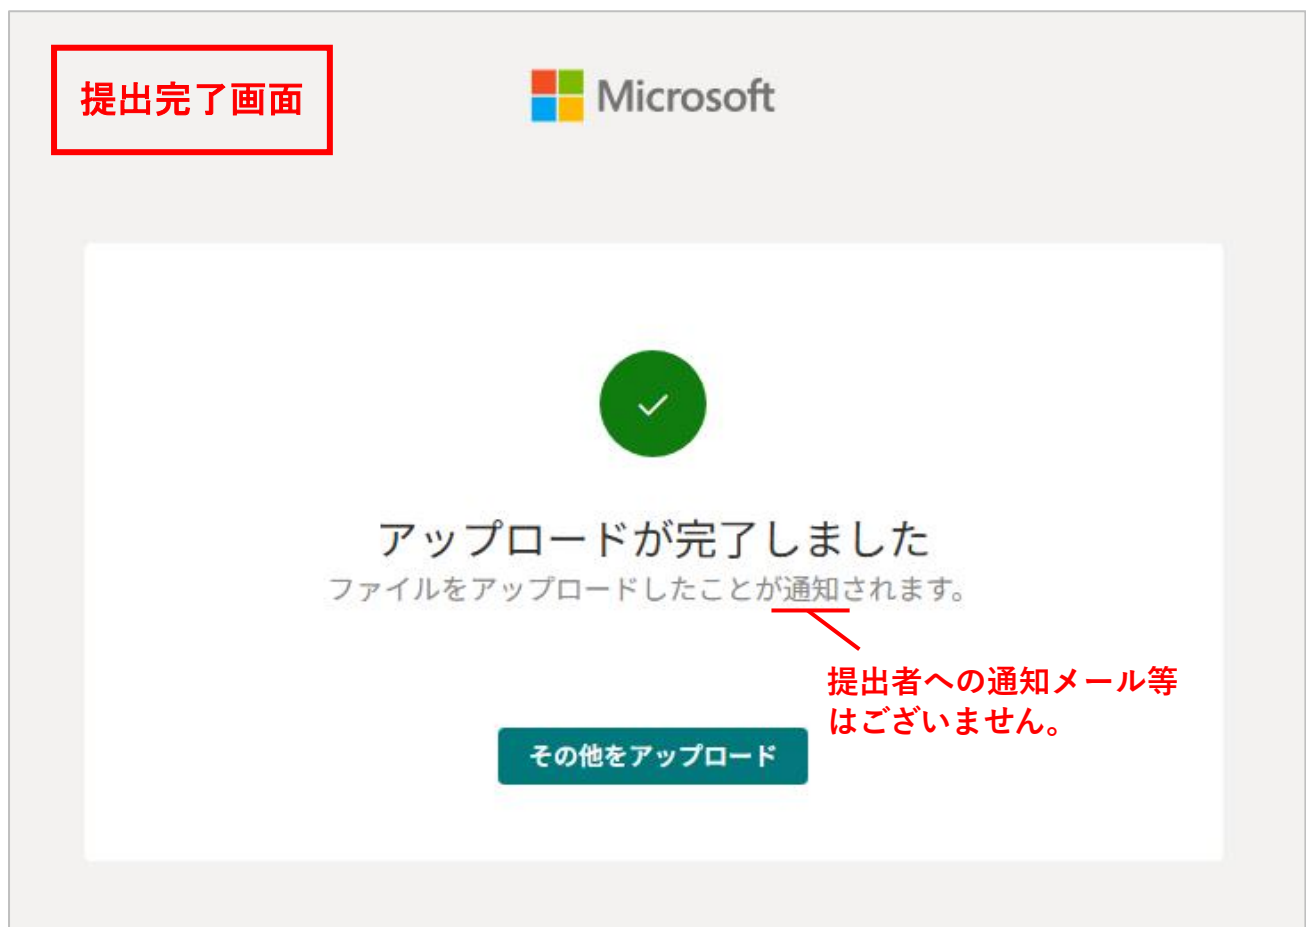 提出完了画面
Microsoft
アップロードが完了しました
ファイルをアップロードしたことが通知されます。
提出者への通知メール等
はございません。
その他をアップロード